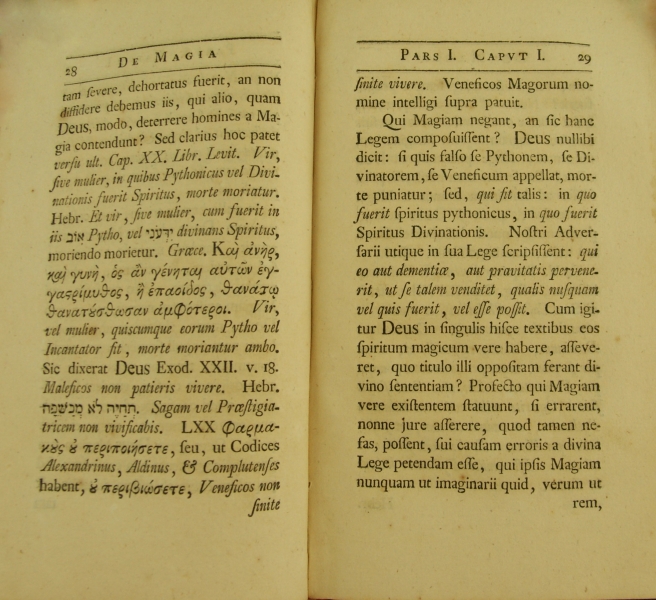 28
DE MAGIA
tam ſevere, dehortatus fuerit, an non
diffidere debemus iis, qui alio, quam
Deus, modo, deterrere homines a Ma-
gia contendunt? Sed clarius hoc patet
verſu ult. Cap. XX. Libr. Levit. Vir,
ſive mulier, in quibus Pythonicus vel Divi-
nationis fuerit Spiritus, morte moriatur.
Hebr. Et vir, ſive mulier, cum fuerit in
iis אוב Pytho, vel ידעני divinans Spiritus,
moriendo morietur. Græce. Καὶ ἀνὴρ,
καὶ γυνὴ, ὃς ἂν γένηται αὐτῶν ἐγ-
γαςρίμυθος, ἢ ἐπαοίδος, θανάτῳ
θανατύσθωσαν ἀμφότεροι. Vir,
vel mulier, quiscumque eorum Pytho vel
Incantator ſit, morte moriantur ambo.
Sic dixerat Deus Exod. XXII. v. 18.
Maleficos non patieris vivere. Hebr.
מכשפה לא תחיה. Sagam vel Præſtigia-
tricem non vivificabis. LXX φαρμα-
κὺς ȣ περιποιήσετε, ſeu, ut Codices
Alexandrinus, Aldinus, & Complutenſes
habent, ȣ περιβιώσετε, Veneficos non
ſinite
PARS I. CAPVT I.
29
ſinite vivere. Veneficos Magorum no-
mine intelligi ſupra patuit.
Qui Magiam negant, an ſic hanc
Legem compoſuiſſent? Deus nullibi
dicit: ſi quis falſo ſe Pythonem, ſe Di-
vinatorem, ſe Veneficum appellat, mor-
te puniatur; ſed, qui ſit talis: in quo
fuerit ſpiritus pythonicus, in quo fuerit
Spiritus Divinationis. Noſtri Adver-
ſarii utique in ſua Lege ſcripſiſſent: qui
eo aut dementiæ, aut pravitatis pervene-
rit, ut ſe talem venditet, qualis nuſquam
vel quis fuerit, vel eſſe poſſit. Cum igi-
tur Deus in ſingulis hiſce textibus eos
ſpiritum magicum vere habere, aſſeve-
ret, quo titulo illi oppoſitam ferant di-
vino ſententiam? Profecto qui Magiam
vere exiſtentem ſtatuunt, ſi errarent,
nonne jure aſſerere, quod tamen ne-
fas, poſſent, ſui cauſam erroris a divina
Lege petendam eſſe, qui ipſis Magiam
nunquam ut imaginarii quid, verum ut
rem,